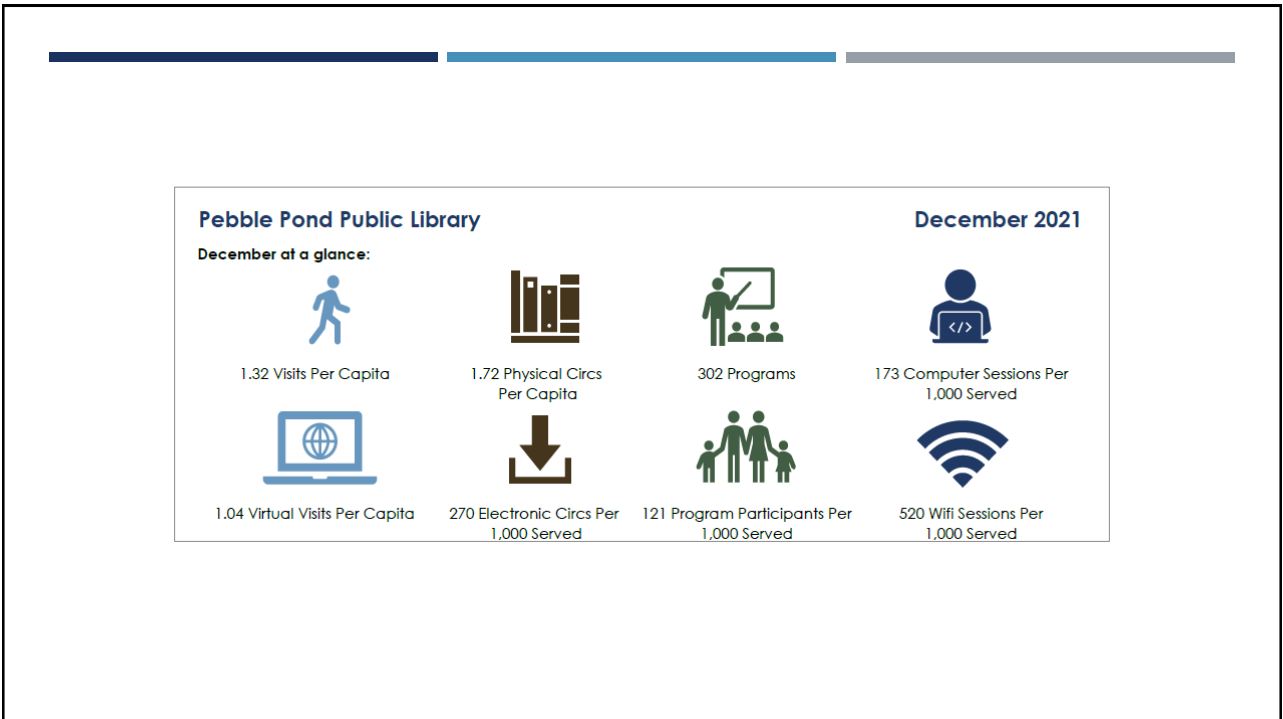 Pebble Pond Public Library
December 2021
December at a glance:
</>
1.32 Visits Per Capita
1.72 Physical Circs
Per Capita
302 Programs
173 Computer Sessions Per
1,000 Served
1.04 Virtual Visits Per Capita
270 Electronic Circs Per
1,000 Served
121 Program Participants Per
1,000 Served
520 Wifi Sessions Per
1,000 Served